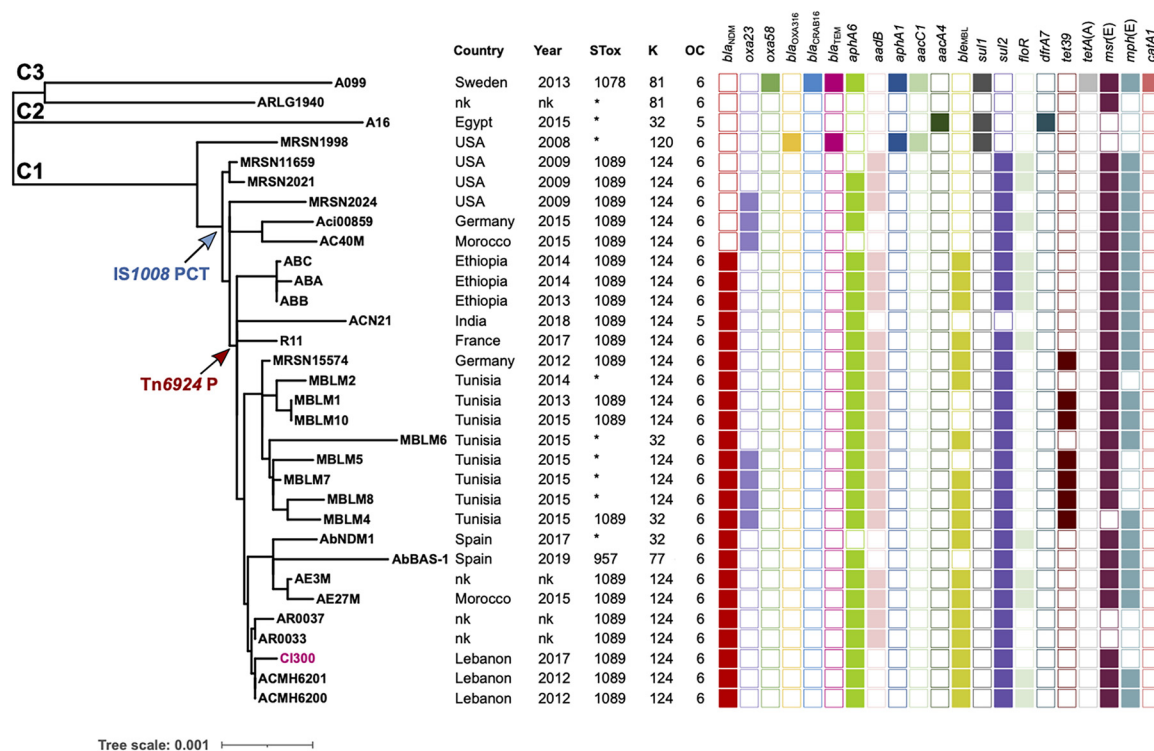 Country Year STox K OC bla NDM oxa23 oxa58 bla OXA316 bla CRAB16 bla TEM aphA6 aadB aphA1 aacC1 aacA4 ble MBL sul1 sul2 floR dfrA7 tet39 tetA(A) msr(E) mph(E) catA1
C3
A099 Sweden 2013 1078 81 6
C2
ARLG1940 nk nk * 81 6
A16 Egypt 2015 * 32 5
MRSN1998 USA 2008 * 120 6
C1
MRSN11659 USA 2009 1089 124 6
MRSN2021 USA 2009 1089 124 6
MRSN2024 USA 2009 1089 124 6
Aci00859 Germany 2015 1089 124 6
AC40M Morocco 2015 1089 124 6
IS1008 PCT
ABC Ethiopia 2014 1089 124 6
ABA Ethiopia 2014 1089 124 6
ABB Ethiopia 2013 1089 124 6
ACN21 India 2018 1089 124 5
R11 France 2017 1089 124 6
MRSN15574 Germany 2012 1089 124 6
Tn6924 P
MBLM2 Tunisia 2014 * 124 6
MBLM1 Tunisia 2013 1089 124 6
MBLM10 Tunisia 2015 1089 124 6
MBLM6 Tunisia 2015 * 32 6
MBLM5 Tunisia 2015 * 124 6
MBLM7 Tunisia 2015 * 124 6
MBLM8 Tunisia 2015 * 124 6
MBLM4 Tunisia 2015 1089 32 6
AbNDM1 Spain 2017 * 32 6
AbBAS-1 Spain 2019 957 77 6
AE3M nk nk 1089 124 6
AE27M Morocco 2015 1089 124 6
AR0037 nk nk 1089 124 6
AR0033 nk nk 1089 124 6
CI300 Lebanon 2017 1089 124 6
ACMH6201 Lebanon 2012 1089 124 6
ACMH6200 Lebanon 2012 1089 124 6
Tree scale: 0.001